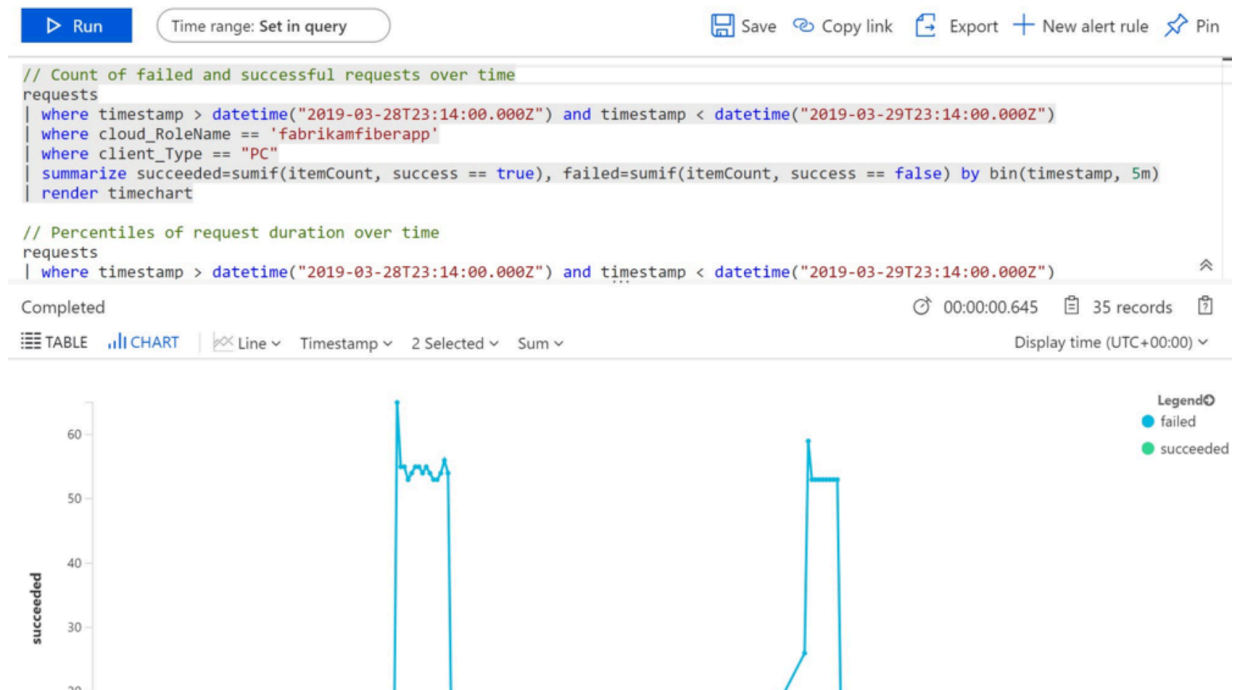 Run
Time range: Set in query
Save
Copy link
Export
New alert rule
Pin
// Count of failed and successful requests over time
requests
| where timestamp > datetime("2019-03-28T23:14:00.000Z") and timestamp < datetime("2019-03-29T23:14:00.000Z")
| where cloud_RoleName == 'fabrikamfiberapp'
| where client_Type == "PC"
| summarize succeeded=sumif(itemCount, success == true), failed=sumif(itemCount, success == false) by bin(timestamp, 5m)
| render timechart
// Percentiles of request duration over time
requests
| where timestamp > datetime("2019-03-28T23:14:00.000Z") and timestamp < datetime("2019-03-29T23:14:00.000Z")
Completed
00:00:00.645
35 records
TABLE
CHART
Line
Timestamp
2 Selected
Sum
Display time (UTC+00:00)
Legend
failed
succeeded
60
50
40
30
20
succeeded